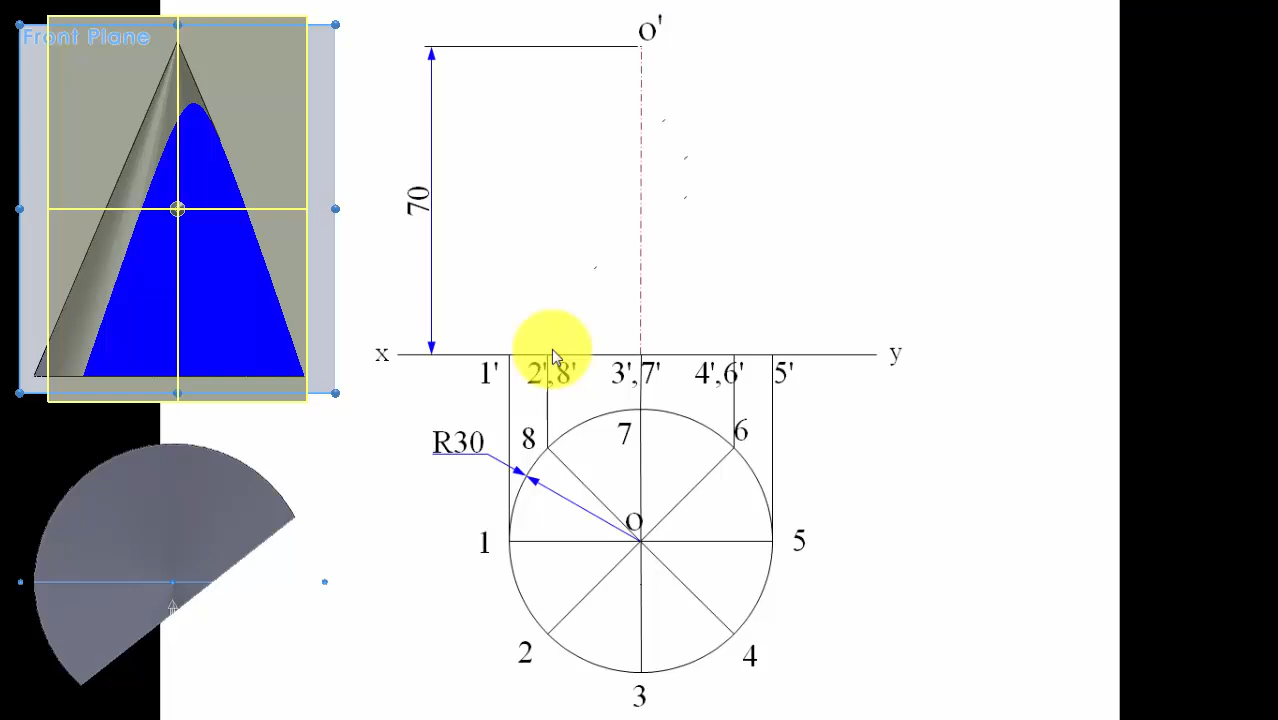 Front Plane
o'
70
x y
1' 2',8' 3',7' 4',6' 5'
R30
8 7 6
o
1 5
2 4
3